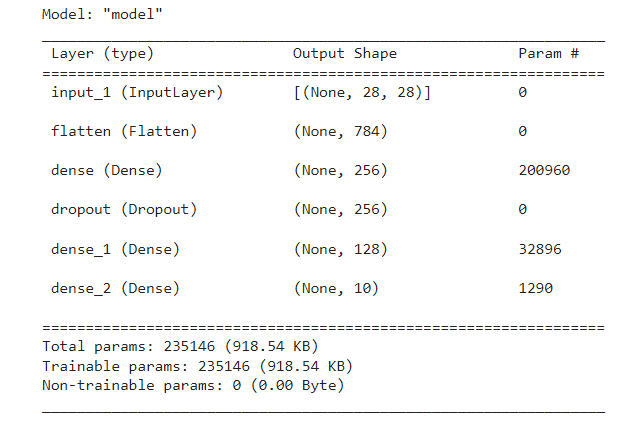 Model: "model"
Layer (type) Output Shape Param #
input_1 (InputLayer) [(None, 28, 28)] 0
flatten (Flatten) (None, 784) 0
dense (Dense) (None, 256) 200960
dropout (Dropout) (None, 256) 0
dense_1 (Dense) (None, 128) 32896
dense_2 (Dense) (None, 10) 1290
Total params: 235146 (918.54 KB)
Trainable params: 235146 (918.54 KB)
Non-trainable params: 0 (0.00 Byte)